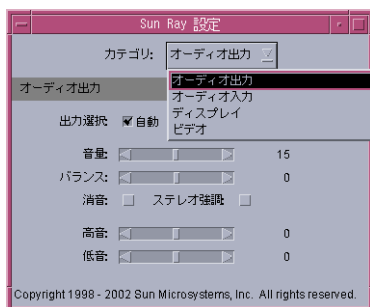 Sun Ray 設定
カテゴリ: オーディオ出力
オーディオ出力
オーディオ入力
ディスプレイ
ビデオ
オーディオ出力
出力選択: 自動
音量: 15
バランス: 0
消音: ステレオ強調:
高音: 0
低音: 0
Copyright 1998 - 2002 Sun Microsystems, Inc. All rights reserved.